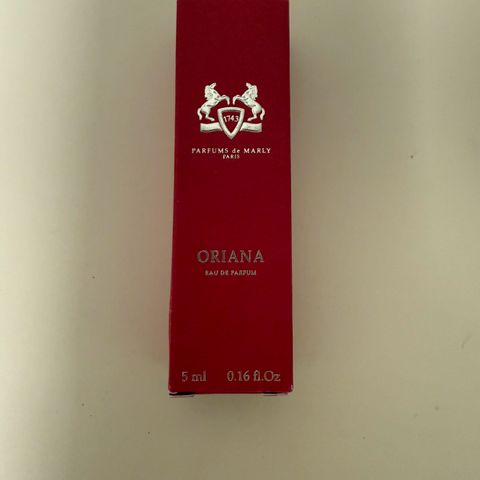 1743
PARFUMS de MARLY
PARIS
ORIANA
EAU DE PARFUM
5 ml 0.16 fl.Oz